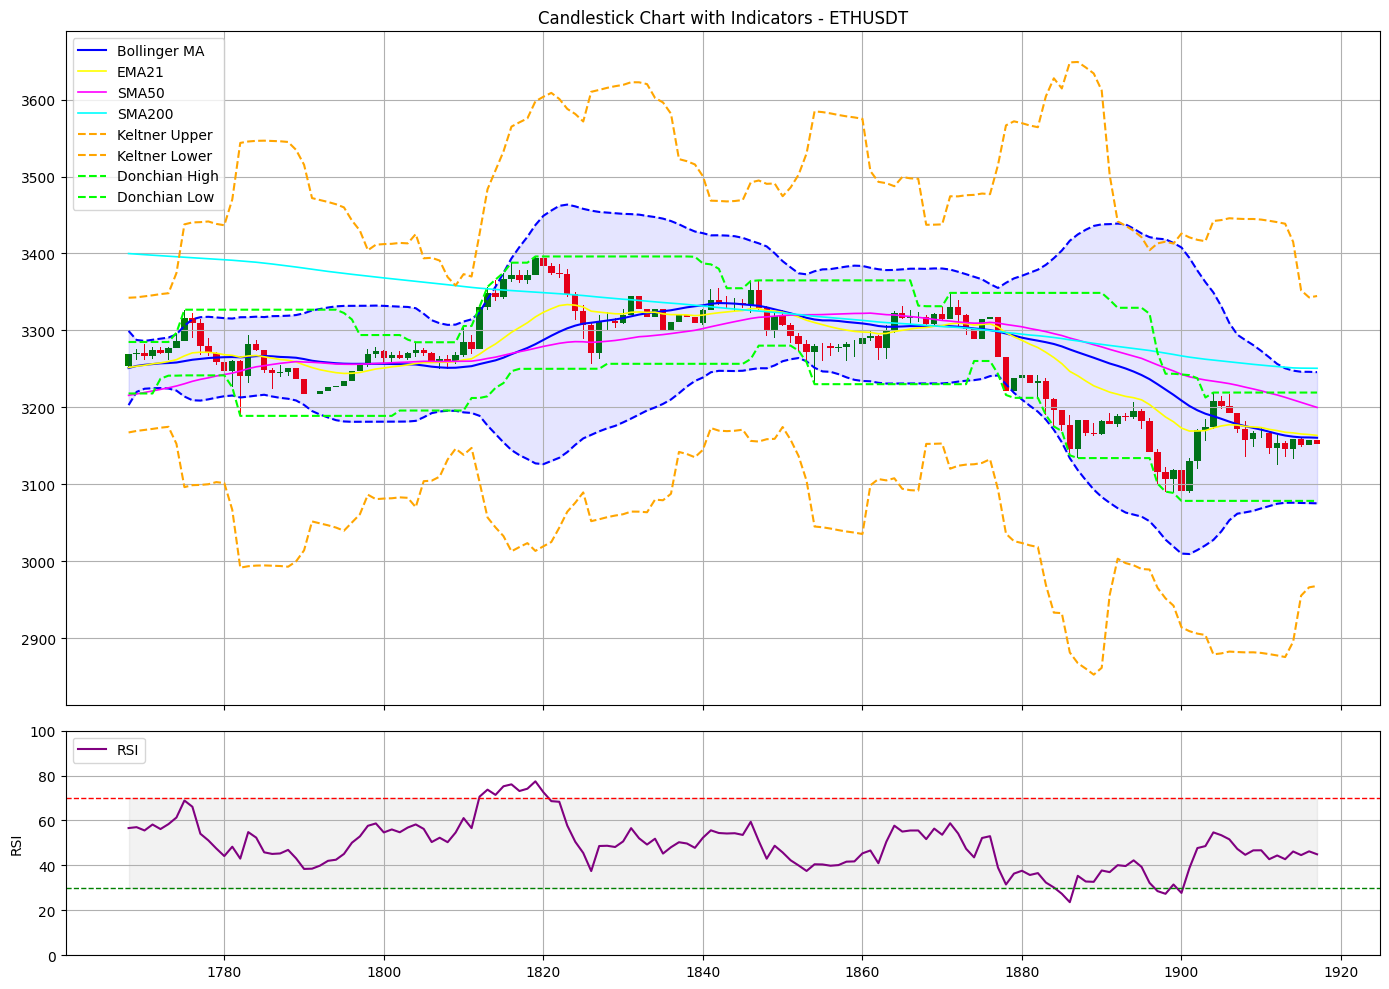 Candlestick Chart with Indicators - ETHUSDT
Bollinger MA
EMA21
SMA50
SMA200
Keltner Upper
Keltner Lower
Donchian High
Donchian Low
3600
3500
3400
3300
3200
3100
3000
2900
RSI
100
80
60
40
20
0
RSI
1780
1800
1820
1840
1860
1880
1900
1920